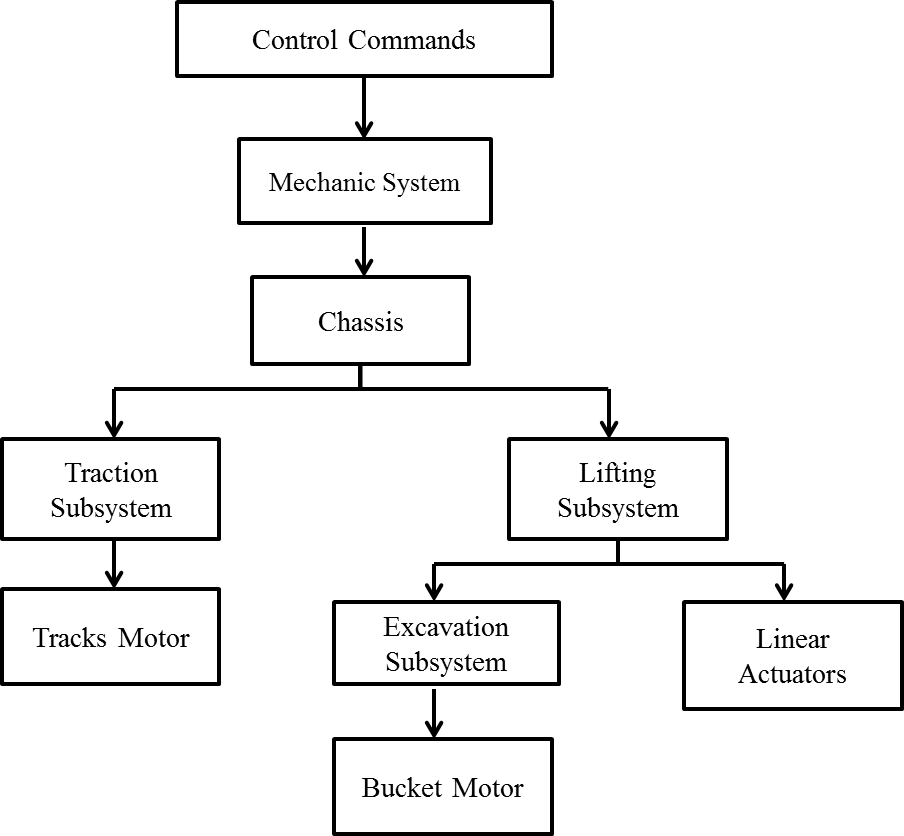 Control Commands
Mechanic System
Chassis
Traction
Subsystem
Lifting
Subsystem
Tracks Motor
Excavation
Subsystem
Linear
Actuators
Bucket Motor